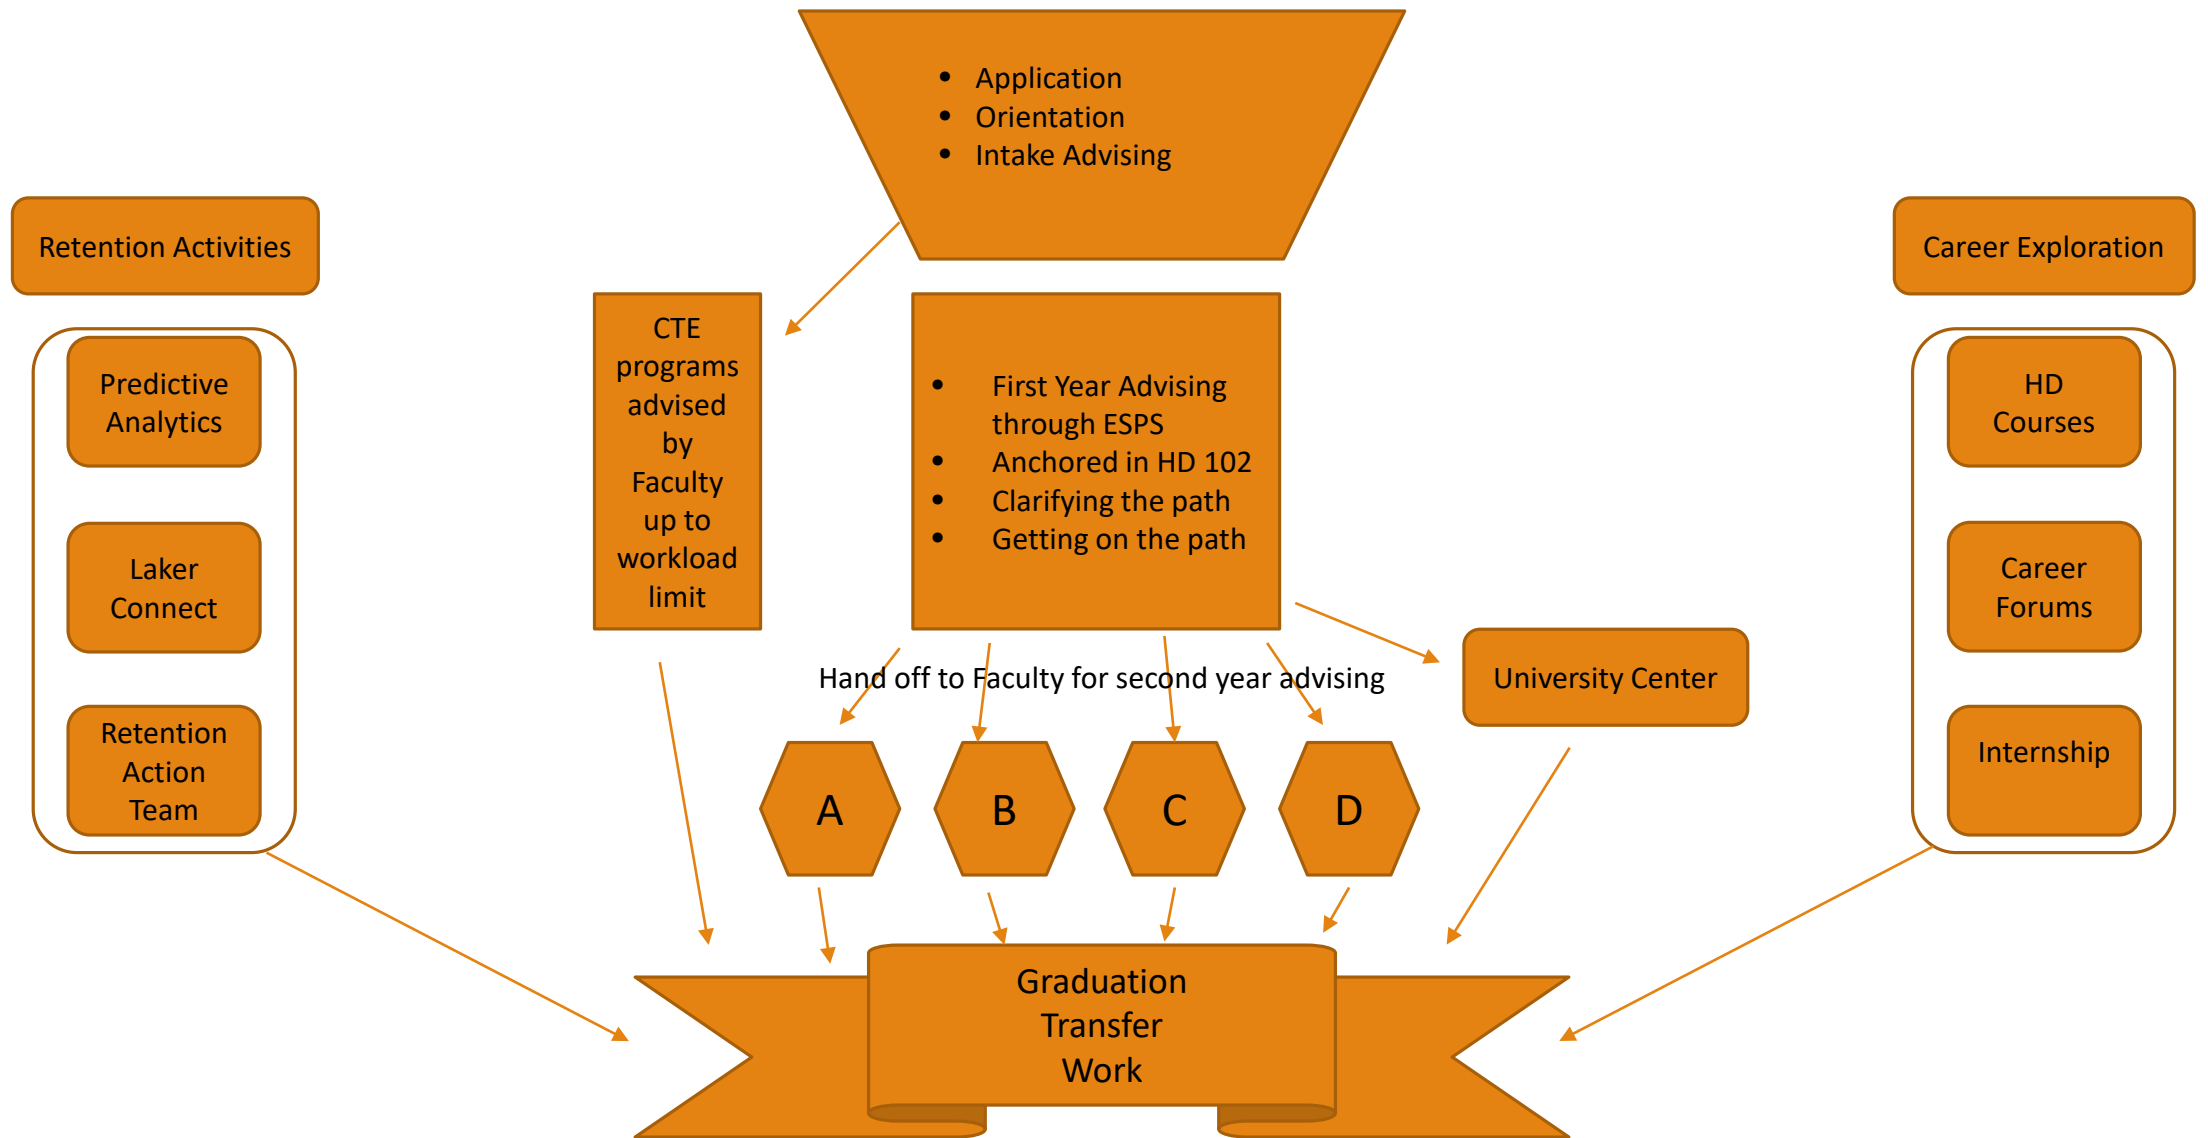 • Application
• Orientation
• Intake Advising
Retention Activities
Career Exploration
CTE
programs
advised
by
Faculty
up to
workload
limit
• First Year Advising
through ESPS
• Anchored in HD 102
• Clarifying the path
• Getting on the path
Predictive
Analytics
Laker
Connect
Retention
Action
Team
HD
Courses
Career
Forums
Internship
Hand off to Faculty for second year advising
University Center
A
B
C
D
Graduation
Transfer
Work